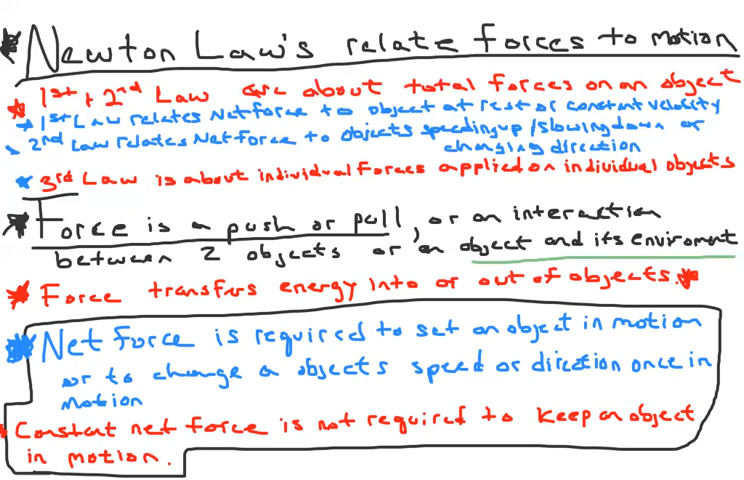 Newton Law's relate forces to motion
1st + 2nd Law are about total forces on an object
1st Law relates Net force to object at rest or constant velocity
2nd Law relates Net force to objects speeding up / slowing down or
changing direction
3rd Law is about individual forces applied on individual objects
Force is a push or pull, or an interaction
between 2 objects or an object and its enviroment
Force transfers energy into or out of objects.
Net force is required to set an object in motion
or to change a objects speed or direction once in
motion
Constant net force is not required to keep an object
in motion.